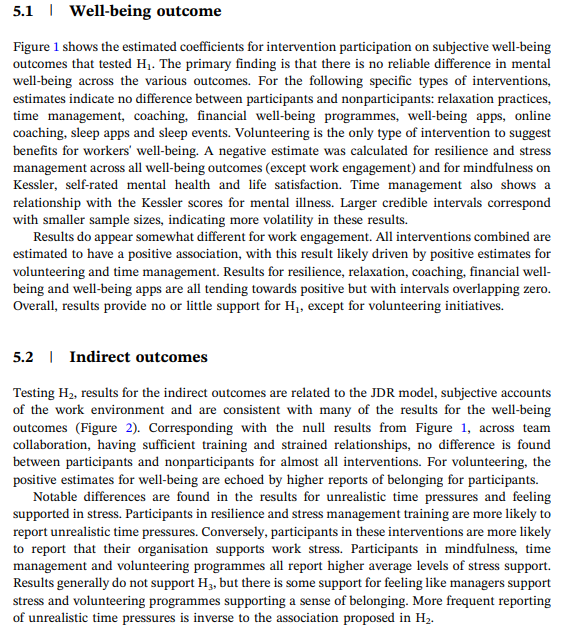 5.1 | Well-being outcome
Figure 1 shows the estimated coefficients for intervention participation on subjective well-being
outcomes that tested H₁. The primary finding is that there is no reliable difference in mental
well-being across the various outcomes. For the following specific types of interventions,
estimates indicate no difference between participants and nonparticipants: relaxation practices,
time management, coaching, financial well-being programmes, well-being apps, online
coaching, sleep apps and sleep events. Volunteering is the only type of intervention to suggest
benefits for workers' well-being. A negative estimate was calculated for resilience and stress
management across all well-being outcomes (except work engagement) and for mindfulness on
Kessler, self-rated mental health and life satisfaction. Time management also shows a
relationship with the Kessler scores for mental illness. Larger credible intervals correspond
with smaller sample sizes, indicating more volatility in these results.
Results do appear somewhat different for work engagement. All interventions combined are
estimated to have a positive association, with this result likely driven by positive estimates for
volunteering and time management. Results for resilience, relaxation, coaching, financial well-
being and well-being apps are all tending towards positive but with intervals overlapping zero.
Overall, results provide no or little support for H₁, except for volunteering initiatives.
5.2 | Indirect outcomes
Testing H₂, results for the indirect outcomes are related to the JDR model, subjective accounts
of the work environment and are consistent with many of the results for the well-being
outcomes (Figure 2). Corresponding with the null results from Figure 1, across team
collaboration, having sufficient training and strained relationships, no difference is found
between participants and nonparticipants for almost all interventions. For volunteering, the
positive estimates for well-being are echoed by higher reports of belonging for participants.
Notable differences are found in the results for unrealistic time pressures and feeling
supported in stress. Participants in resilience and stress management training are more likely to
report unrealistic time pressures. Conversely, participants in these interventions are more likely
to report that their organisation supports work stress. Participants in mindfulness, time
management and volunteering programmes all report higher average levels of stress support.
Results generally do not support H₃, but there is some support for feeling like managers support
stress and volunteering programmes supporting a sense of belonging. More frequent reporting
of unrealistic time pressures is inverse to the association proposed in H₂.